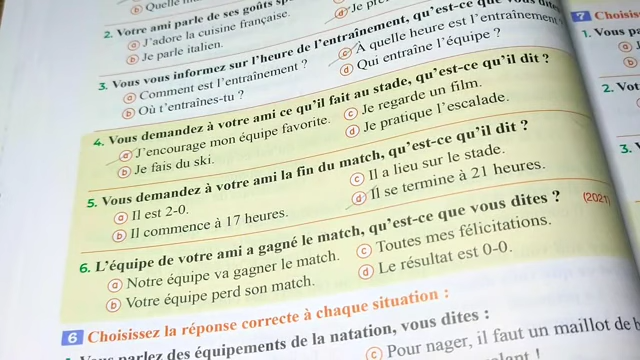 ⓑ Quelle
2. Votre ami parle de ses goûts
ⓐ J'adore la cuisine française.
ⓑ Je parle italien.
3. Vous vous informez sur l'heure de l'entraînement, qu'est-ce que vous
ⓐ Comment est l'entraînement ?
ⓒ À quelle heure est l'entraînement
ⓑ Où t'entraînes-tu ?
ⓓ Qui entraîne l'équipe ?
4. Vous demandez à votre ami ce qu'il fait au stade, qu'est-ce qu'il dit ?
ⓐ J'encourage mon équipe favorite.
ⓒ Je regarde un film.
ⓑ Je fais du ski.
ⓓ Je pratique l'escalade.
5. Vous demandez à votre ami la fin du match, qu'est-ce qu'il dit ?
ⓐ Il est 2-0.
ⓒ Il a lieu sur le stade.
ⓑ Il commence à 17 heures.
ⓓ Il se termine à 21 heures.
6. L'équipe de votre ami a gagné le match, qu'est-ce que vous dites ? (2021)
ⓐ Notre équipe va gagner le match.
ⓒ Toutes mes félicitations.
ⓑ Votre équipe perd son match.
ⓓ Le résultat est 0-0.
6 Choisissez la réponse correcte à chaque situation :
parlez des équipements de la natation, vous dites :
ⓒ Pour nager, il faut un maillot de
7 Choisis
1. Vous
ⓐ
ⓑ
2. Vot
ⓐ
ⓑ
3.